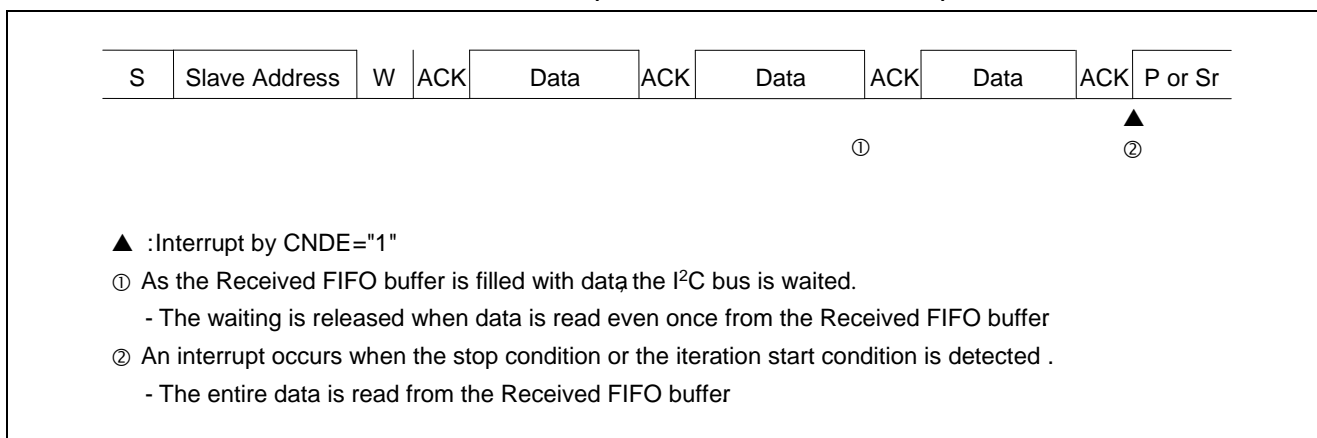 S Slave Address W ACK Data ACK Data ACK Data ACK P or Sr
▲
① ②
▲ :Interrupt by CNDE="1"
① As the Received FIFO buffer is filled with data, the I²C bus is waited.
- The waiting is released when data is read even once from the Received FIFO buffer
② An interrupt occurs when the stop condition or the iteration start condition is detected .
- The entire data is read from the Received FIFO buffer